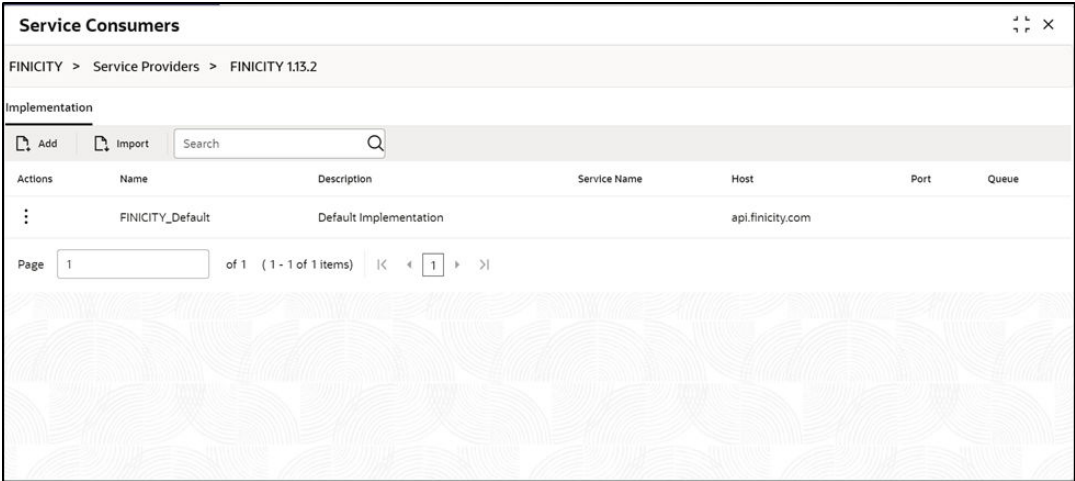 Service Consumers
FINICITY > Service Providers > FINICITY 1.13.2
Implementation
Add Import Search
Actions Name Description Service Name Host Port Queue
FINICITY_Default Default Implementation api.finicity.com
Page 1 of 1 (1 - 1 of 1 items) 1